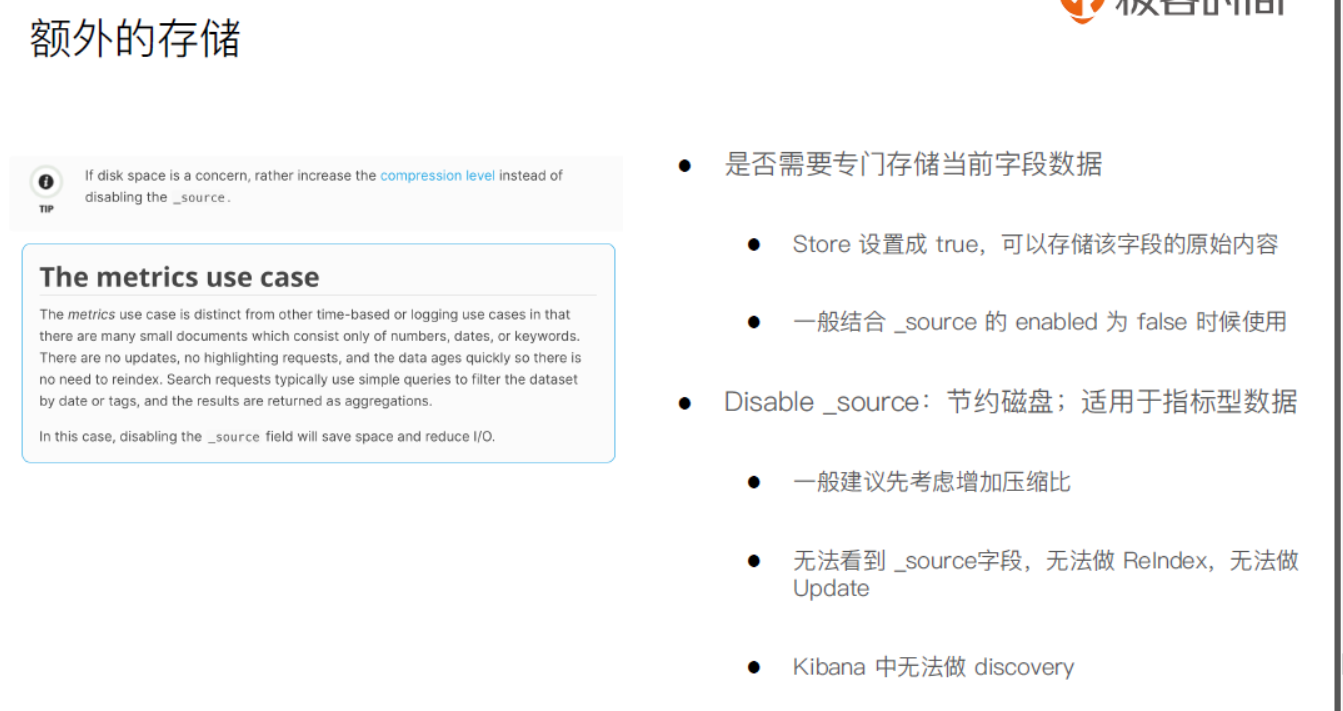 额外的存储
If disk space is a concern, rather increase the compression level instead of
disabling the _source.
TIP
The metrics use case
The metrics use case is distinct from other time-based or logging use cases in that
there are many small documents which consist only of numbers, dates, or keywords.
There are no updates, no highlighting requests, and the data ages quickly so there is
no need to reindex. Search requests typically use simple queries to filter the dataset
by date or tags, and the results are returned as aggregations.
In this case, disabling the _source field will save space and reduce I/O.
● 是否需要专门存储当前字段数据
● Store 设置成 true，可以存储该字段的原始内容
● 一般结合 _source 的 enabled 为 false 时候使用
● Disable _source：节约磁盘；适用于指标型数据
● 一般建议先考虑增加压缩比
● 无法看到 _source字段，无法做 ReIndex，无法做
Update
● Kibana 中无法做 discovery